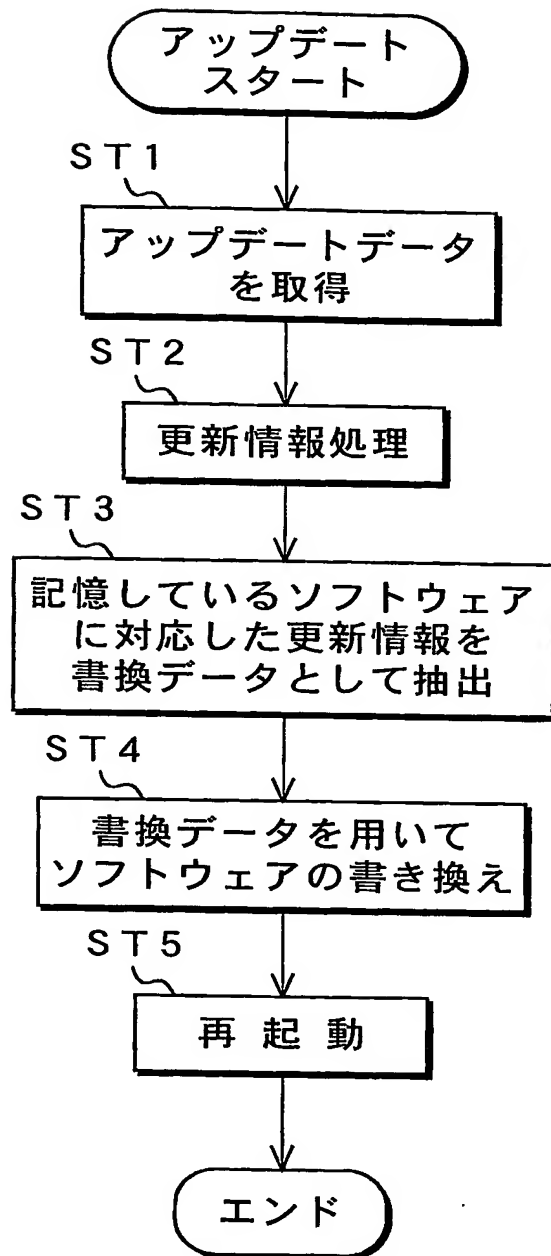 アップデート
スタート
ST1
アップデートデータ
を取得
ST2
更新情報処理
ST3
記憶しているソフトウェア
に対応した更新情報を
書換データとして抽出
ST4
書換データを用いて
ソフトウェアの書き換え
ST5
再起動
エンド